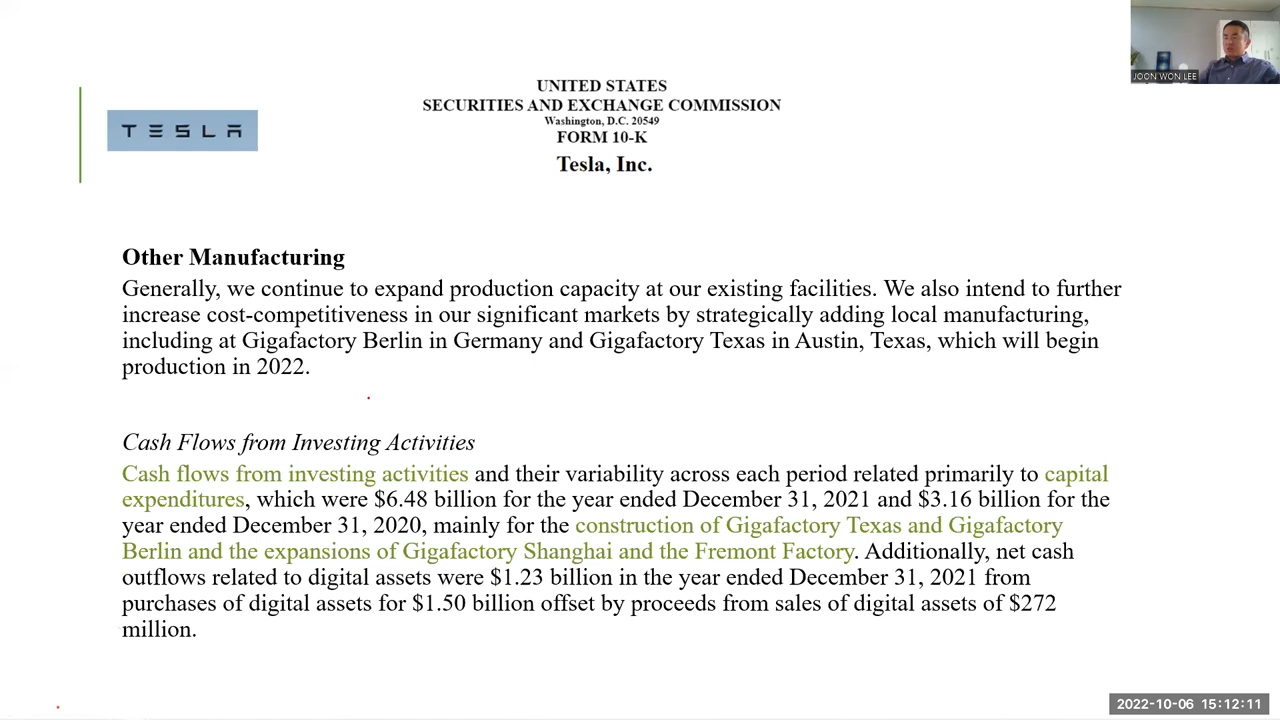 JOON WON LEE
UNITED STATES
SECURITIES AND EXCHANGE COMMISSION
Washington, D.C. 20549
FORM 10-K
Tesla, Inc.
TESLA
Other Manufacturing
Generally, we continue to expand production capacity at our existing facilities. We also intend to further
increase cost-competitiveness in our significant markets by strategically adding local manufacturing,
including at Gigafactory Berlin in Germany and Gigafactory Texas in Austin, Texas, which will begin
production in 2022.
Cash Flows from Investing Activities
Cash flows from investing activities and their variability across each period related primarily to capital
expenditures, which were $6.48 billion for the year ended December 31, 2021 and $3.16 billion for the
year ended December 31, 2020, mainly for the construction of Gigafactory Texas and Gigafactory
Berlin and the expansions of Gigafactory Shanghai and the Fremont Factory. Additionally, net cash
outflows related to digital assets were $1.23 billion in the year ended December 31, 2021 from
purchases of digital assets for $1.50 billion offset by proceeds from sales of digital assets of $272
million.
2022-10-06 15:12:11